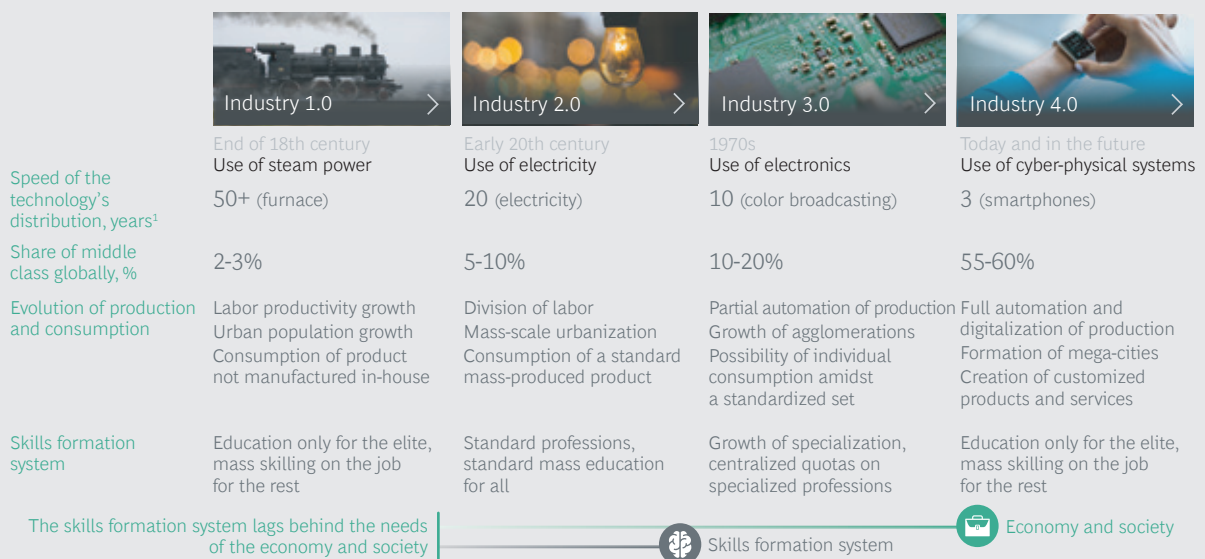 Industry 1.0
Industry 2.0
Industry 3.0
Industry 4.0
End of 18th century
Use of steam power
Early 20th century
Use of electricity
1970s
Use of electronics
Today and in the future
Use of cyber-physical systems
Speed of the
technology's
distribution, years¹
50+ (furnace)
20 (electricity)
10 (color broadcasting)
3 (smartphones)
Share of middle
class globally, %
2-3%
5-10%
10-20%
55-60%
Evolution of production
and consumption
Labor productivity growth
Urban population growth
Consumption of product
not manufactured in-house
Division of labor
Mass-scale urbanization
Consumption of a standard
mass-produced product
Partial automation of production
Growth of agglomerations
Possibility of individual
consumption amidst
a standardized set
Full automation and
digitalization of production
Formation of mega-cities
Creation of customized
products and services
Skills formation
system
Education only for the elite,
mass skilling on the job
for the rest
Standard professions,
standard mass education
for all
Growth of specialization,
centralized quotas on
specialized professions
Education only for the elite,
mass skilling on the job
for the rest
The skills formation system lags behind the needs
of the economy and society
Economy and society
Skills formation system